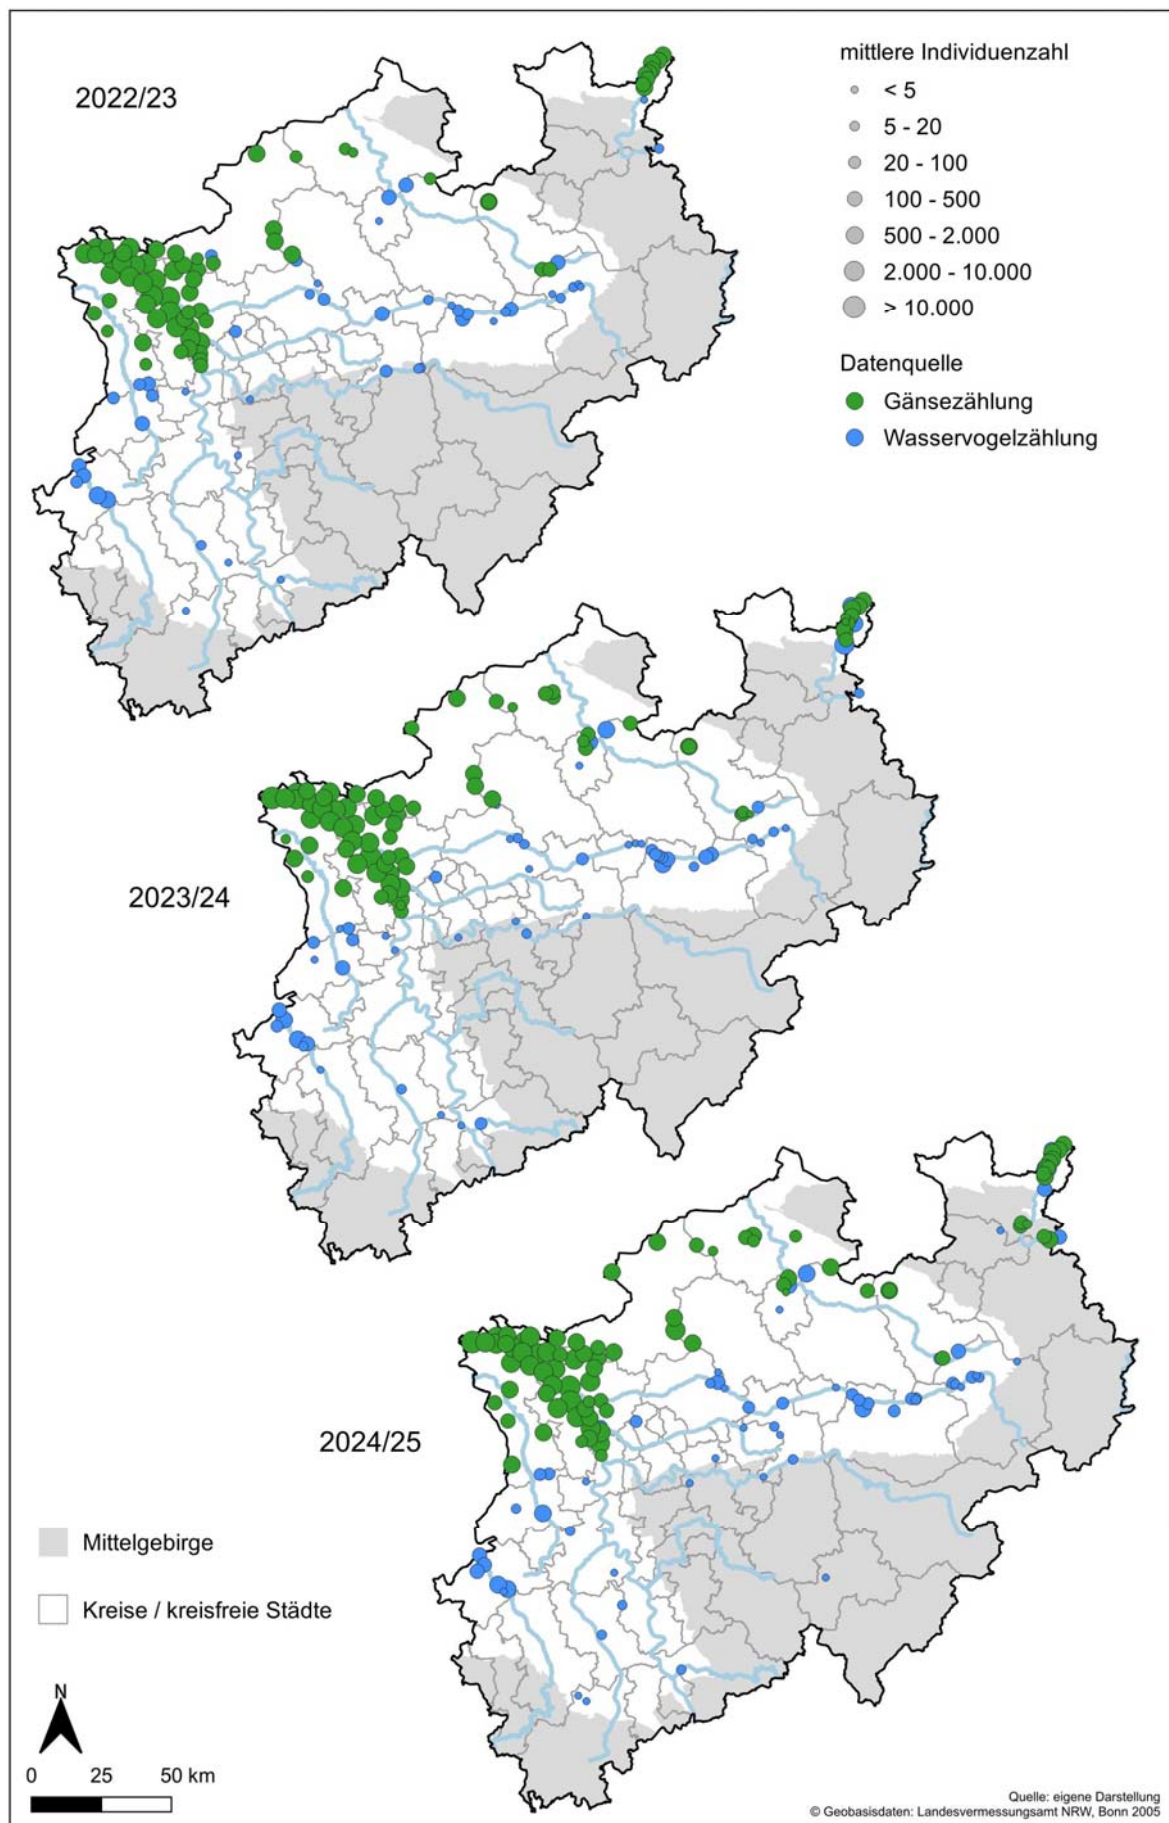 2022/23
mittlere Individuenzahl
< 5
5 - 20
20 - 100
100 - 500
500 - 2.000
2.000 - 10.000
> 10.000
Datenquelle
Gänsezählung
Wasservogelzählung
2023/24
2024/25
Mittelgebirge
Kreise / kreisfreie Städte
N
0 25 50 km
Quelle: eigene Darstellung
© Geobasisdaten: Landesvermessungsamt NRW, Bonn 2005